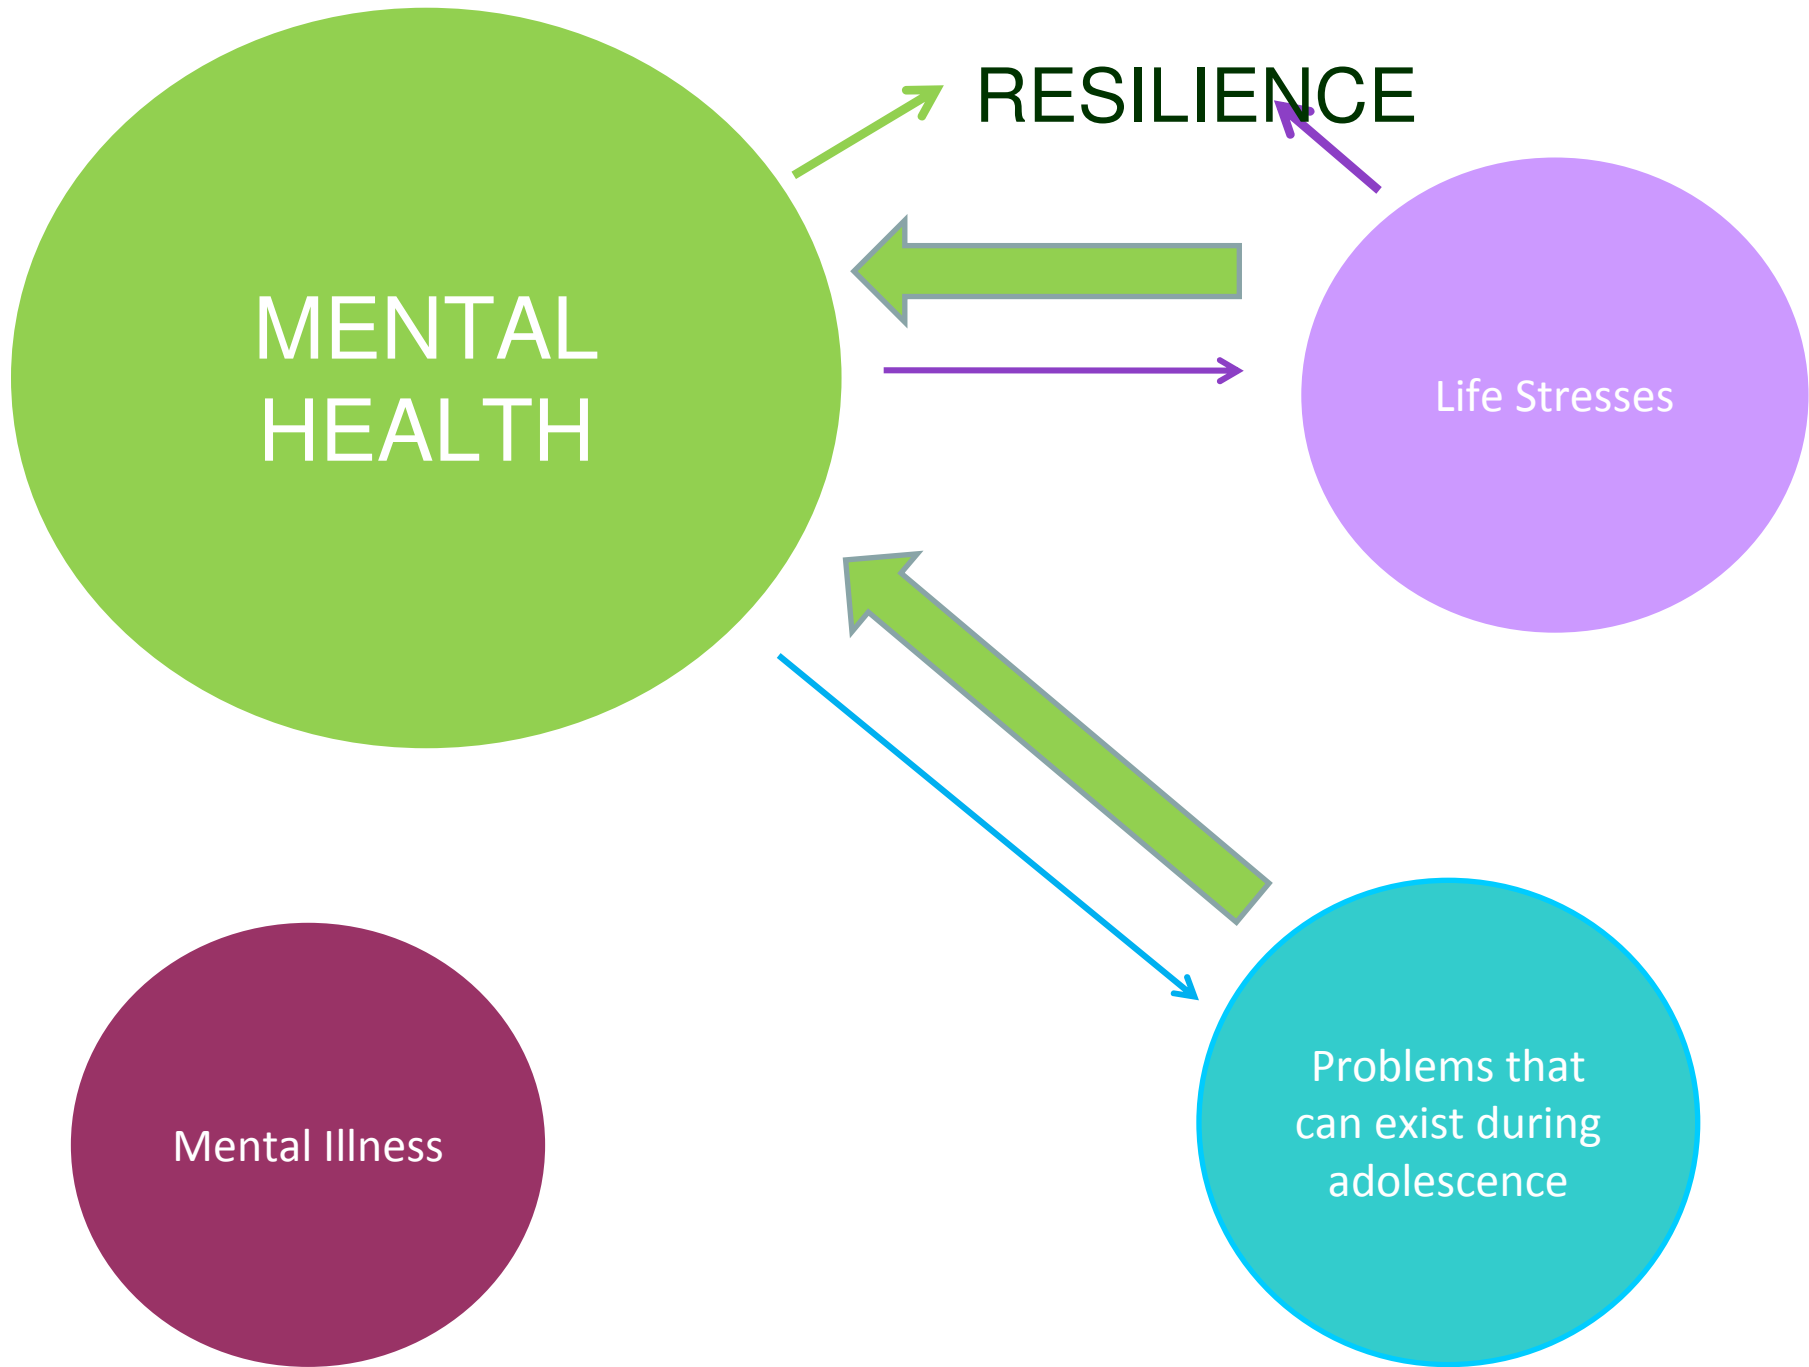 RESILIENCE
MENTAL
HEALTH
Life Stresses
Mental Illness
Problems that
can exist during
adolescence